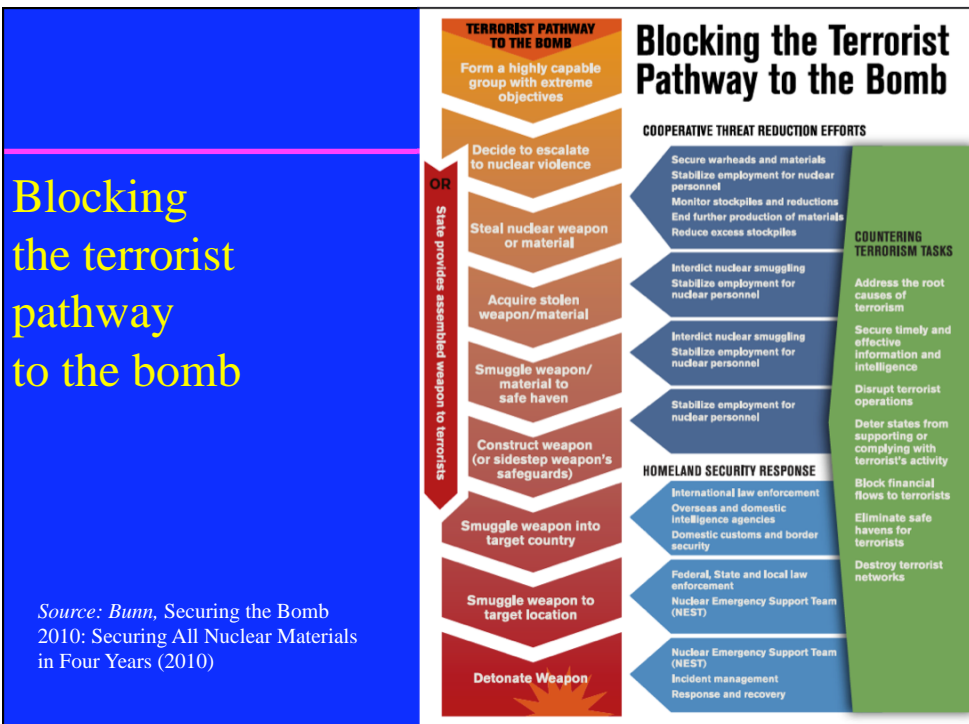 Blocking
the terrorist
pathway
to the bomb
Source: Bunn, Securing the Bomb
2010: Securing All Nuclear Materials
in Four Years (2010)
TERRORIST PATHWAY
TO THE BOMB
Form a highly capable
group with extreme
objectives
Decide to escalate
to nuclear violence
Steal nuclear weapon
or material
Acquire stolen
weapon/material
Smuggle weapon/
material to
safe haven
Construct weapon
(or sidestep weapon's
safeguards)
Smuggle weapon into
target country
Smuggle weapon to
target location
Detonate Weapon
OR
State provides assembled weapon to terrorists
Blocking the Terrorist
Pathway to the Bomb
COOPERATIVE THREAT REDUCTION EFFORTS
Secure warheads and materials
Stabilize employment for nuclear
personnel
Monitor stockpiles and reductions
End further production of materials
Reduce excess stockpiles
Interdict nuclear smuggling
Stabilize employment for
nuclear personnel
Interdict nuclear smuggling
Stabilize employment for
nuclear personnel
Stabilize employment for
nuclear personnel
HOMELAND SECURITY RESPONSE
International law enforcement
Overseas and domestic
intelligence agencies
Domestic customs and border
security
Federal, State and local law
enforcement
Nuclear Emergency Support Team
(NEST)
Nuclear Emergency Support Team
(NEST)
Incident management
Response and recovery
COUNTERING
TERRORISM TASKS
Address the root
causes of
terrorism
Secure timely and
effective
information and
intelligence
Disrupt terrorist
operations
Deter states from
supporting or
complying with
terrorist's activity
Block financial
flows to terrorists
Eliminate safe
havens for
terrorists
Destroy terrorist
networks